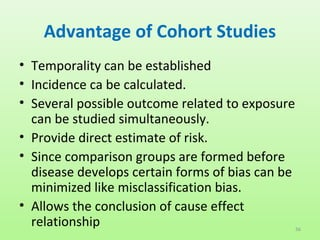 Advantage of Cohort Studies
• Temporality can be established
• Incidence ca be calculated.
• Several possible outcome related to exposure
can be studied simultaneously.
• Provide direct estimate of risk.
• Since comparison groups are formed before
disease develops certain forms of bias can be
minimized like misclassification bias.
• Allows the conclusion of cause effect
relationship